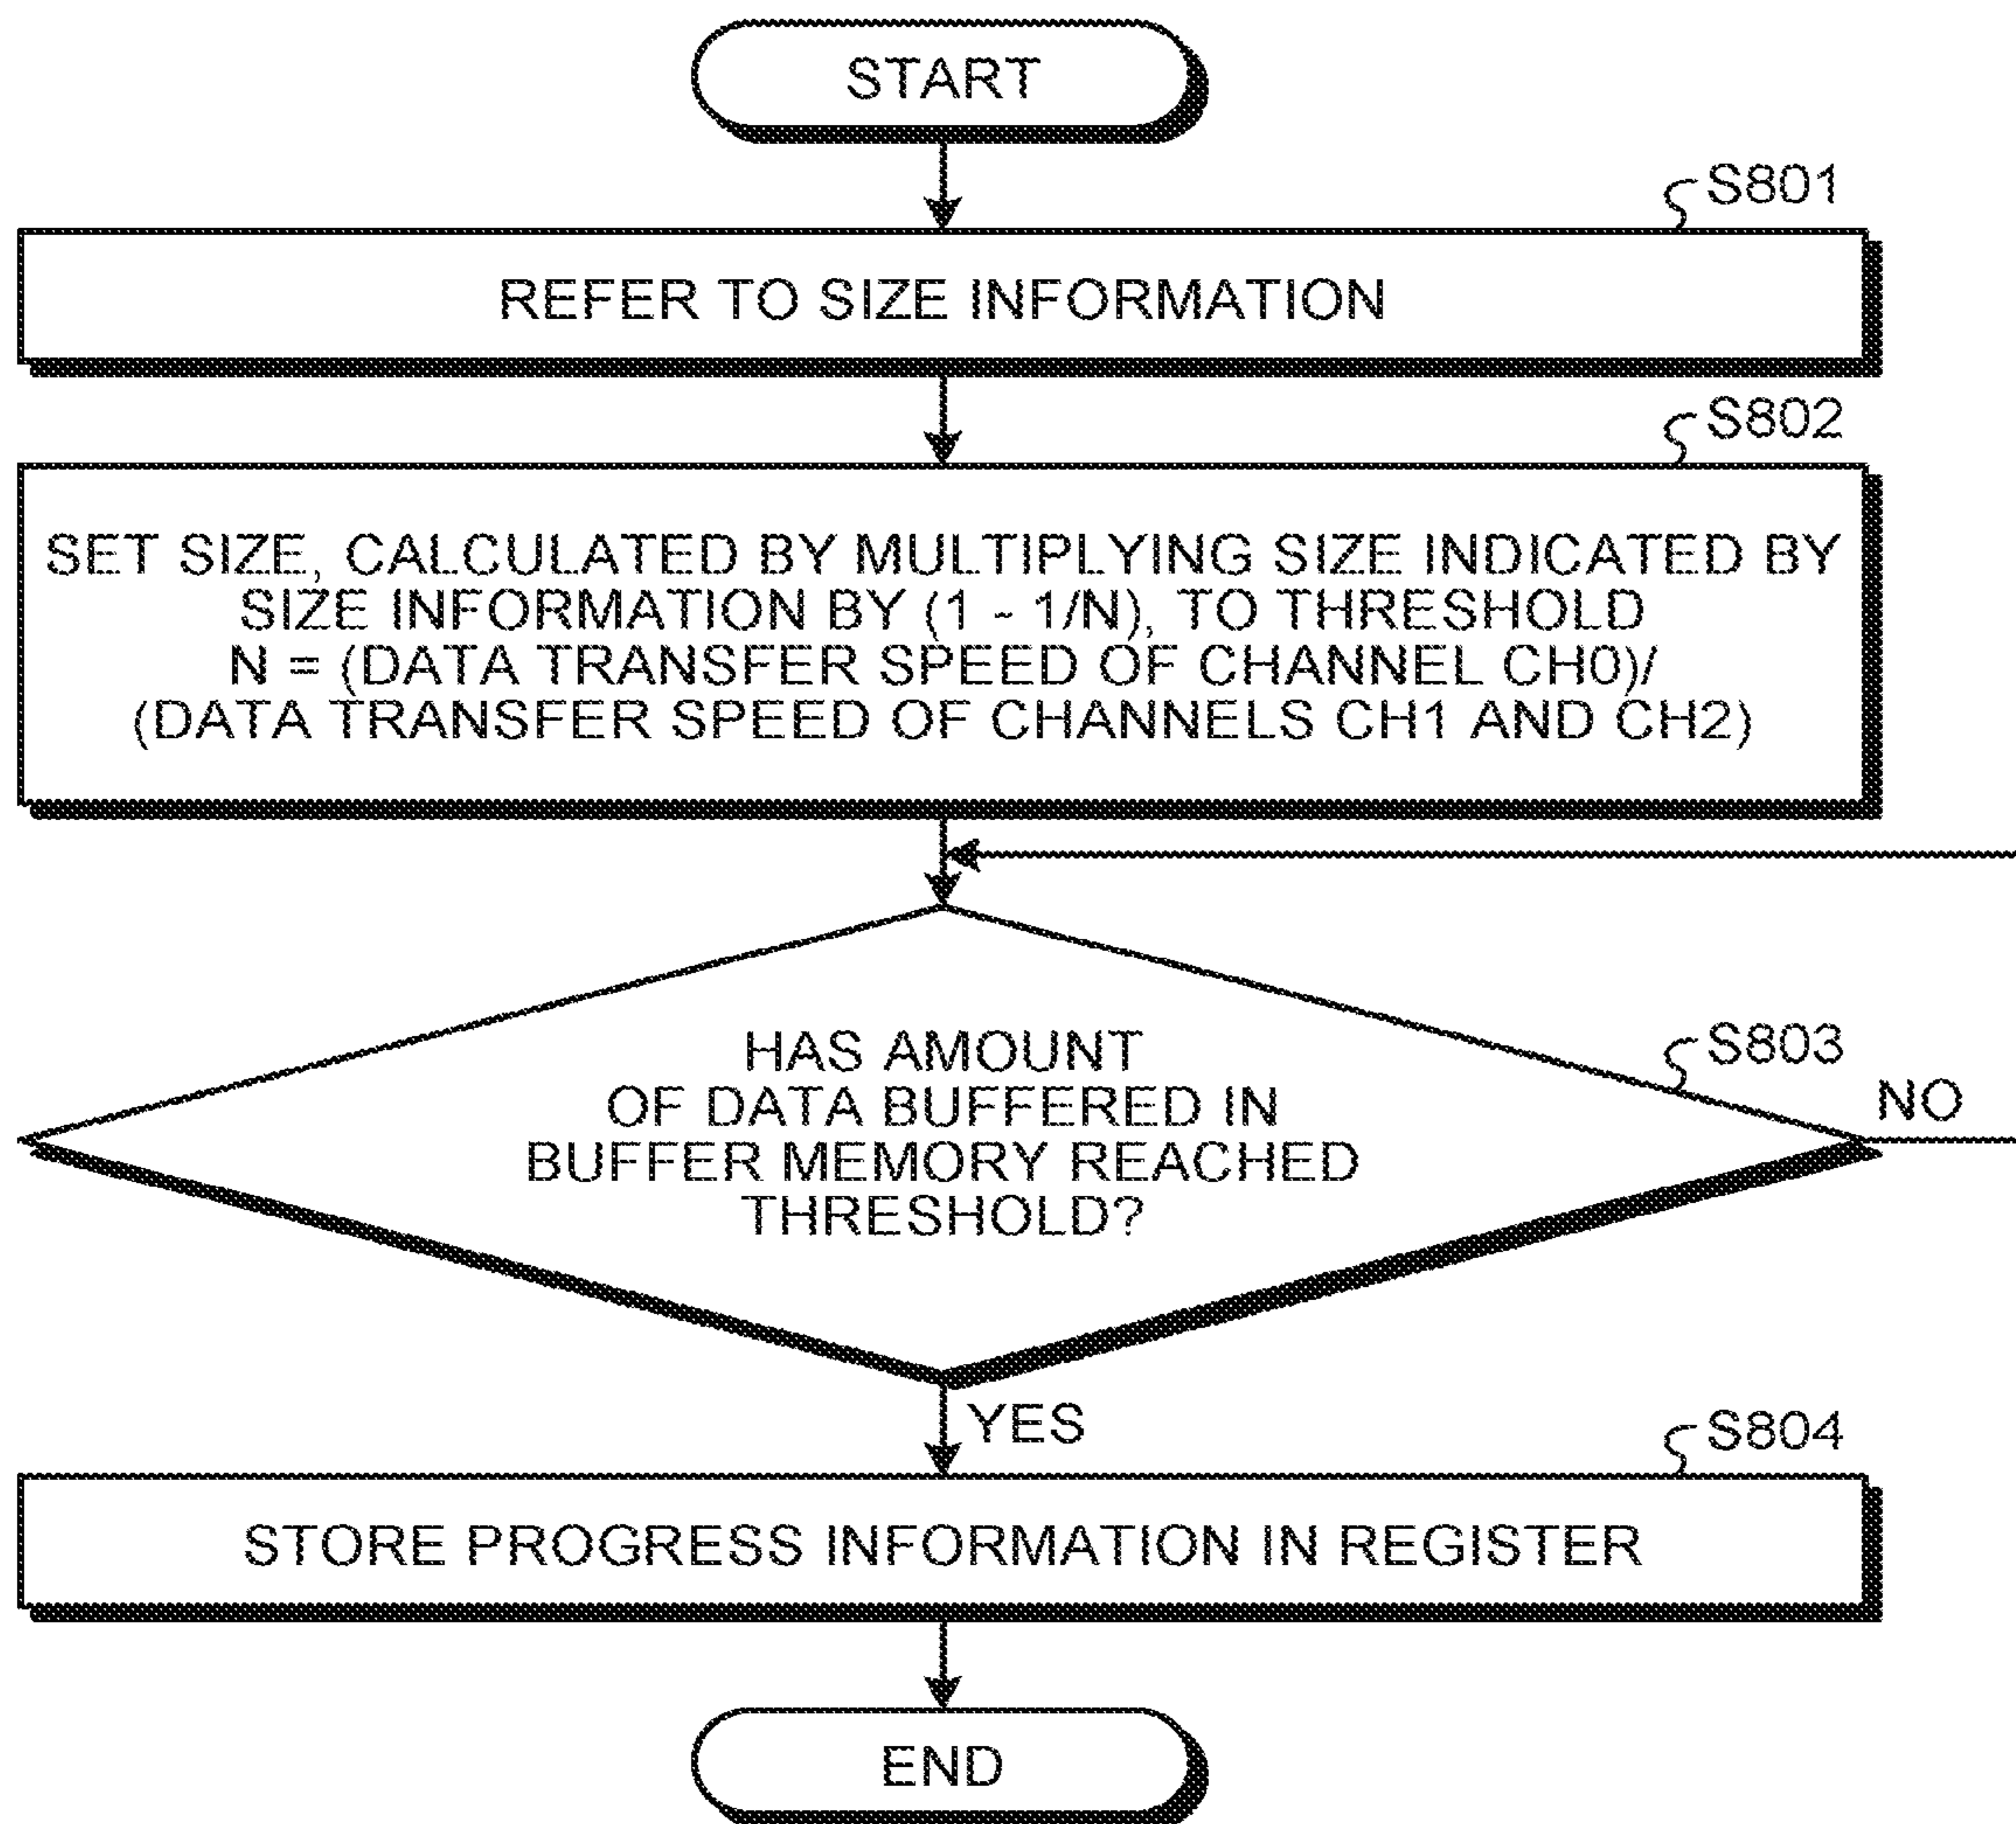 START
S801
REFER TO SIZE INFORMATION
S802
SET SIZE, CALCULATED BY MULTIPLYING SIZE INDICATED BY
SIZE INFORMATION BY (1 - 1/N), TO THRESHOLD
N = (DATA TRANSFER SPEED OF CHANNEL CH0)/
(DATA TRANSFER SPEED OF CHANNELS CH1 AND CH2)
S803
HAS AMOUNT
OF DATA BUFFERED IN
BUFFER MEMORY REACHED
THRESHOLD?
NO
YES
S804
STORE PROGRESS INFORMATION IN REGISTER
END